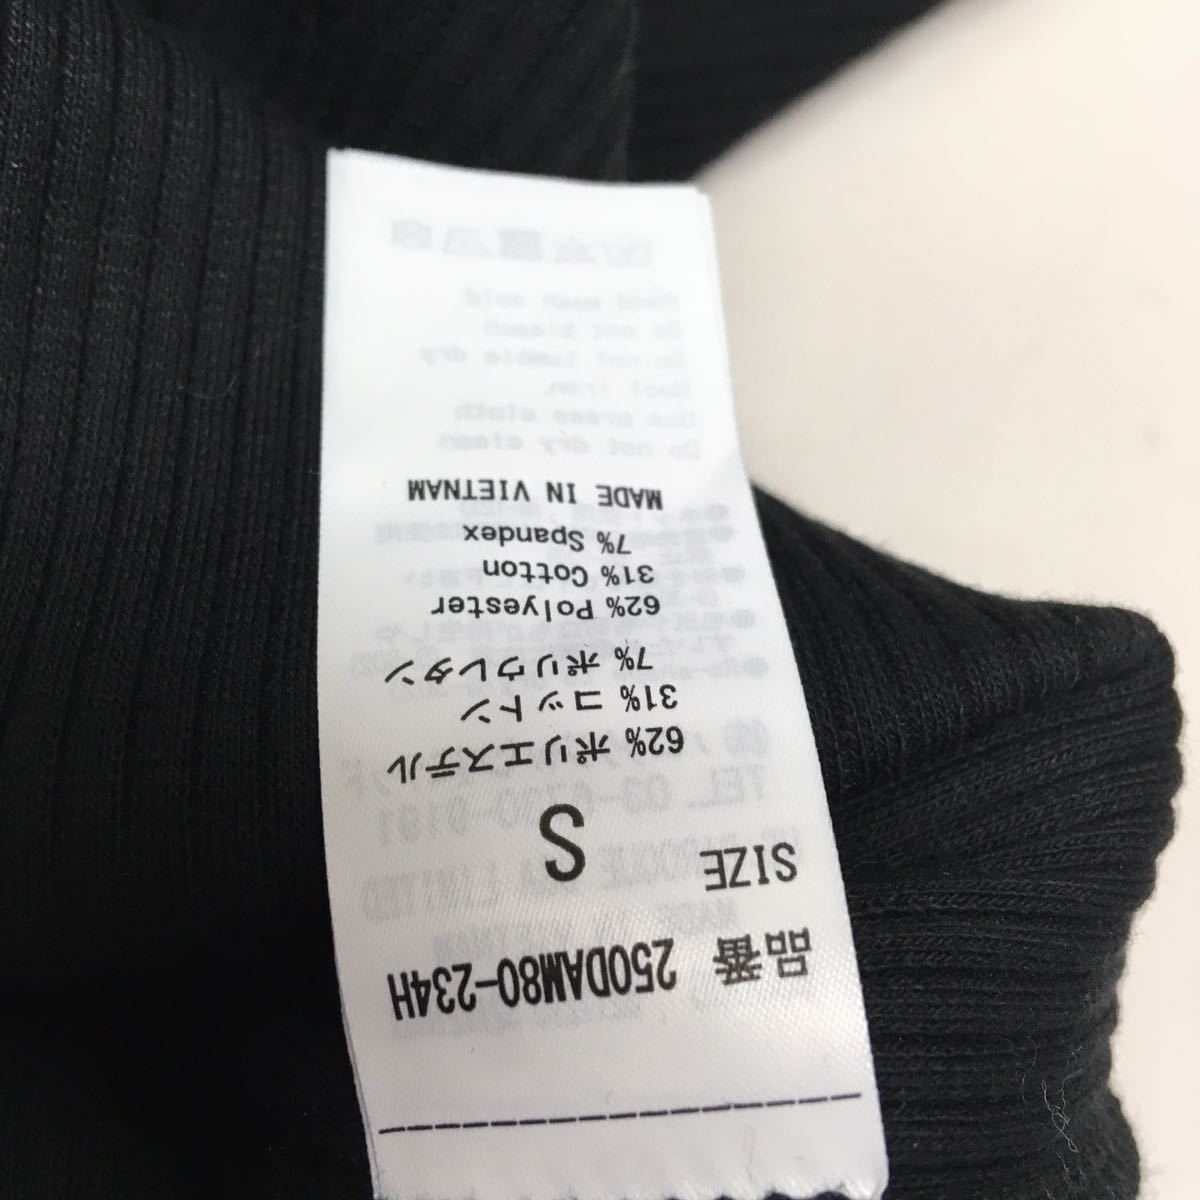 品番 250DAM80-234H
SIZE
S
62% ポリエステル
31% コットン
7% ポリウレタン
62% Polyester
31% Cotton
7% Spandex
MADE IN VIETNAM
Do not dry clean
Use press cloth
Cool iron.
Do not tumble dry
Do not bleach
Hand wash cold